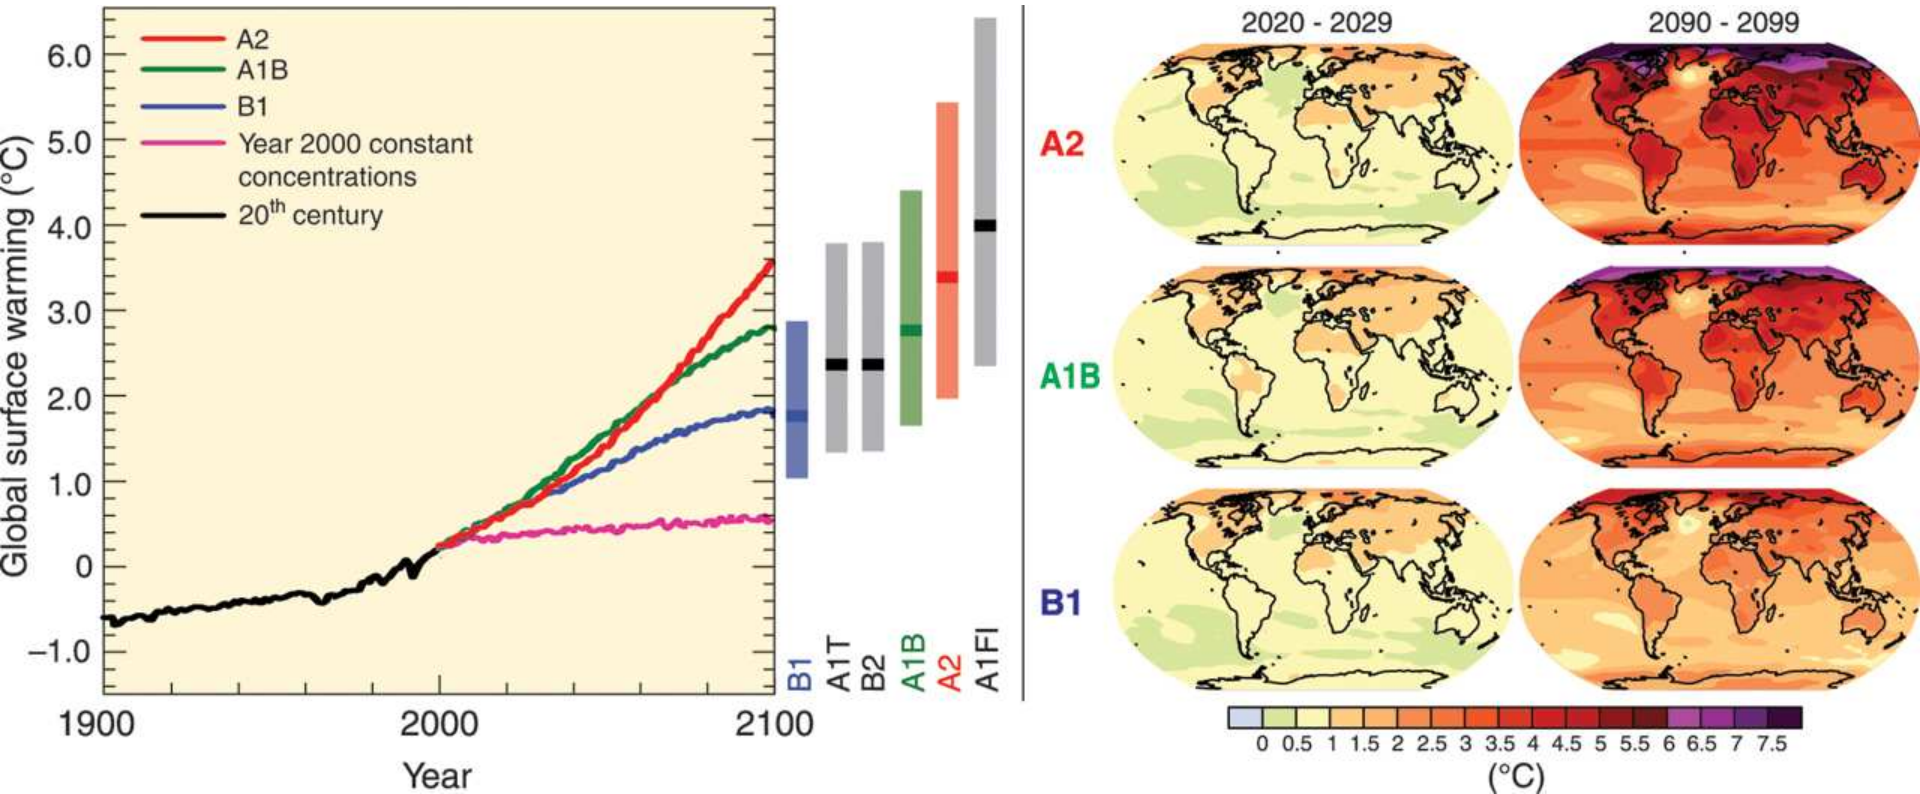 Global surface warming (°C)
6.0
5.0
4.0
3.0
2.0
1.0
0
–1.0
A2
A1B
B1
Year 2000 constant
concentrations
20th century
1900
2000
2100
Year
B1
A1T
B2
A1B
A2
A1FI
2020 - 2029
2090 - 2099
A2
A1B
B1
0 0.5 1 1.5 2 2.5 3 3.5 4 4.5 5 5.5 6 6.5 7 7.5
(°C)